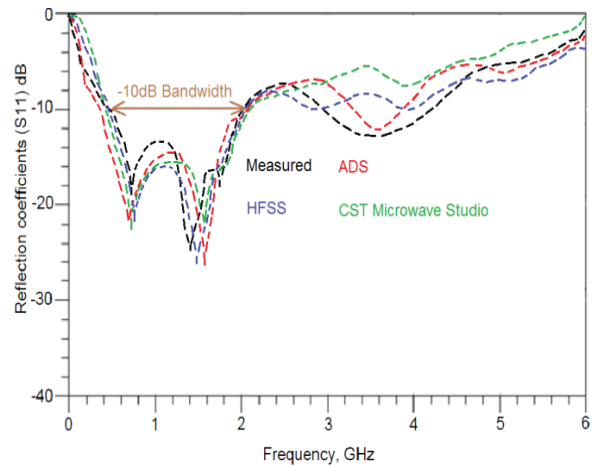 Reflection coefficients (S11) dB
0
-10
-20
-30
-40
-10dB Bandwidth
Measured
ADS
HFSS
CST Microwave Studio
0 1 2 3 4 5 6
Frequency, GHz